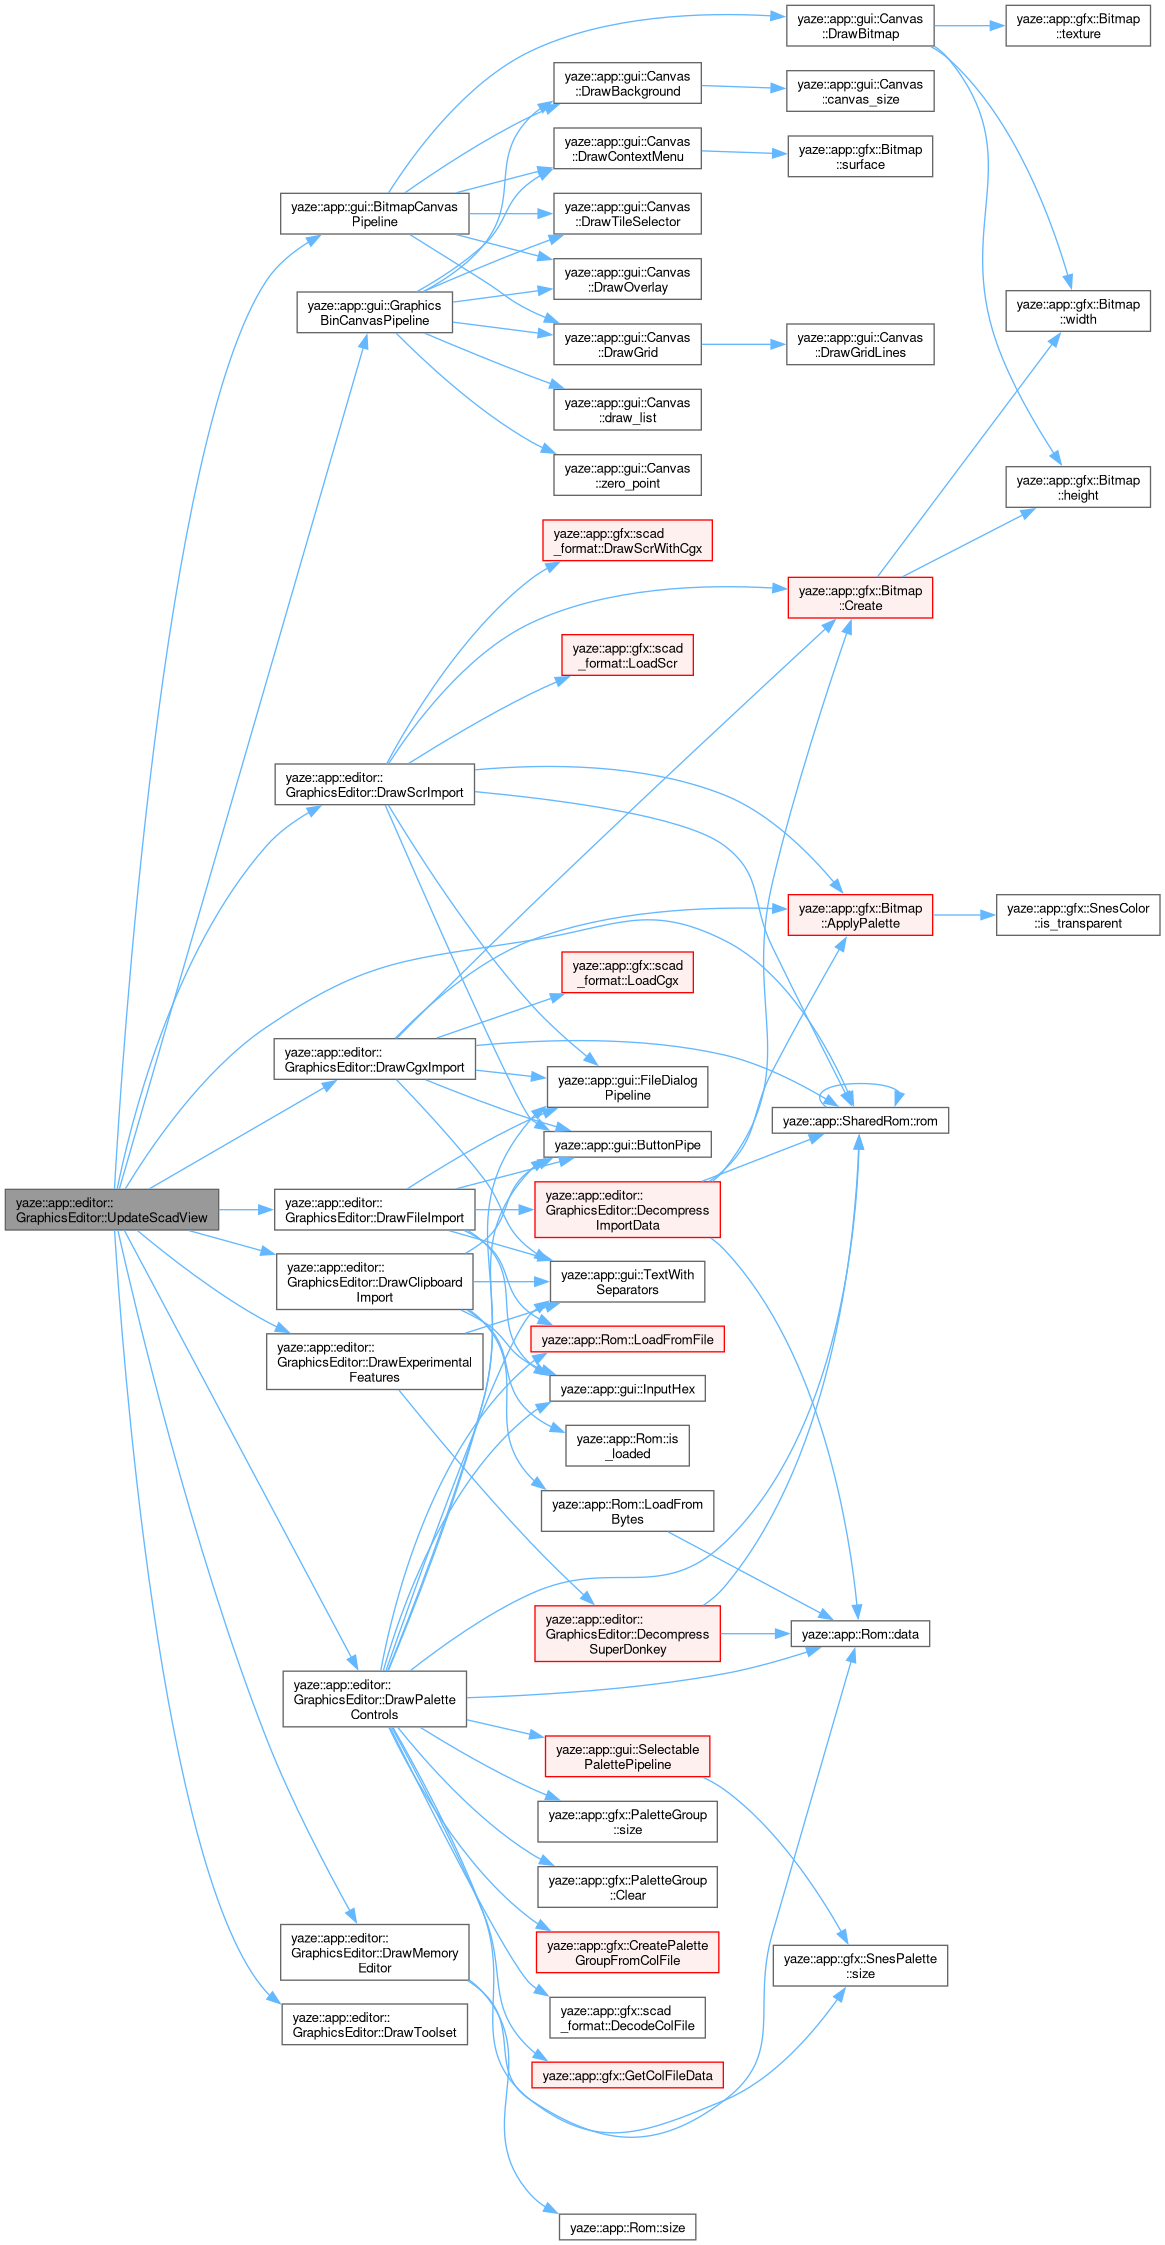 yaze::app::gui::Canvas
::DrawBitmap
yaze::app::gfx::Bitmap
::texture
yaze::app::gui::Canvas
::DrawBackground
yaze::app::gui::Canvas
::canvas_size
yaze::app::gui::Canvas
::DrawContextMenu
yaze::app::gfx::Bitmap
::surface
yaze::app::gui::BitmapCanvas
Pipeline
yaze::app::gui::Canvas
::DrawTileSelector
yaze::app::gui::Canvas
::DrawOverlay
yaze::app::gui::Graphics
BinCanvasPipeline
yaze::app::gfx::Bitmap
::width
yaze::app::gui::Canvas
::DrawGrid
yaze::app::gui::Canvas
::DrawGridLines
yaze::app::gui::Canvas
::draw_list
yaze::app::gui::Canvas
::zero_point
yaze::app::gfx::Bitmap
::height
yaze::app::gfx::scad
_format::DrawScrWithCgx
yaze::app::gfx::Bitmap
::Create
yaze::app::gfx::scad
_format::LoadScr
yaze::app::editor::
GraphicsEditor::DrawScrImport
yaze::app::gfx::Bitmap
::ApplyPalette
yaze::app::gfx::SnesColor
::is_transparent
yaze::app::gfx::scad
_format::LoadCgx
yaze::app::editor::
GraphicsEditor::DrawCgxImport
yaze::app::gui::FileDialog
Pipeline
yaze::app::SharedRom::rom
yaze::app::gui::ButtonPipe
yaze::app::editor::
GraphicsEditor::UpdateScadView
yaze::app::editor::
GraphicsEditor::DrawFileImport
yaze::app::editor::
GraphicsEditor::Decompress
ImportData
yaze::app::editor::
GraphicsEditor::DrawClipboard
Import
yaze::app::gui::TextWith
Separators
yaze::app::Rom::LoadFromFile
yaze::app::editor::
GraphicsEditor::DrawExperimental
Features
yaze::app::gui::InputHex
yaze::app::Rom::is
_loaded
yaze::app::Rom::LoadFrom
Bytes
yaze::app::editor::
GraphicsEditor::Decompress
SuperDonkey
yaze::app::Rom::data
yaze::app::editor::
GraphicsEditor::DrawPalette
Controls
yaze::app::gui::Selectable
PalettePipeline
yaze::app::gfx::PaletteGroup
::size
yaze::app::gfx::PaletteGroup
::Clear
yaze::app::editor::
GraphicsEditor::DrawMemory
Editor
yaze::app::gfx::CreatePalette
GroupFromColFile
yaze::app::gfx::SnesPalette
::size
yaze::app::editor::
GraphicsEditor::DrawToolset
yaze::app::gfx::scad
_format::DecodeColFile
yaze::app::gfx::GetColFileData
yaze::app::Rom::size